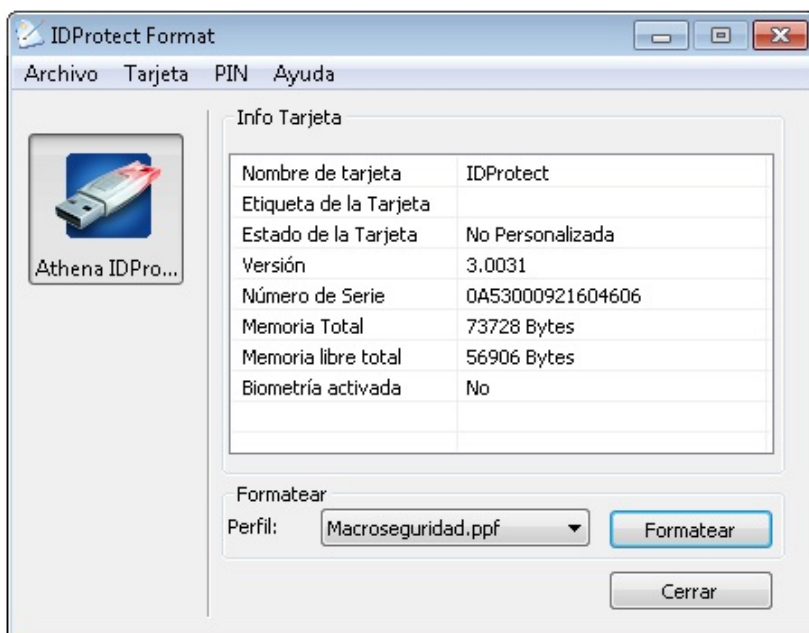 IDProtect Format
Archivo Tarjeta PIN Ayuda
Athena IDPro...
Info Tarjeta
Nombre de tarjeta IDProtect
Etiqueta de la Tarjeta
Estado de la Tarjeta No Personalizada
Versión 3.0031
Número de Serie 0A53000921604606
Memoria Total 73728 Bytes
Memoria libre total 56906 Bytes
Biometría activada No
Formatear
Perfil: Macroseguridad.ppf Formatear
Cerrar